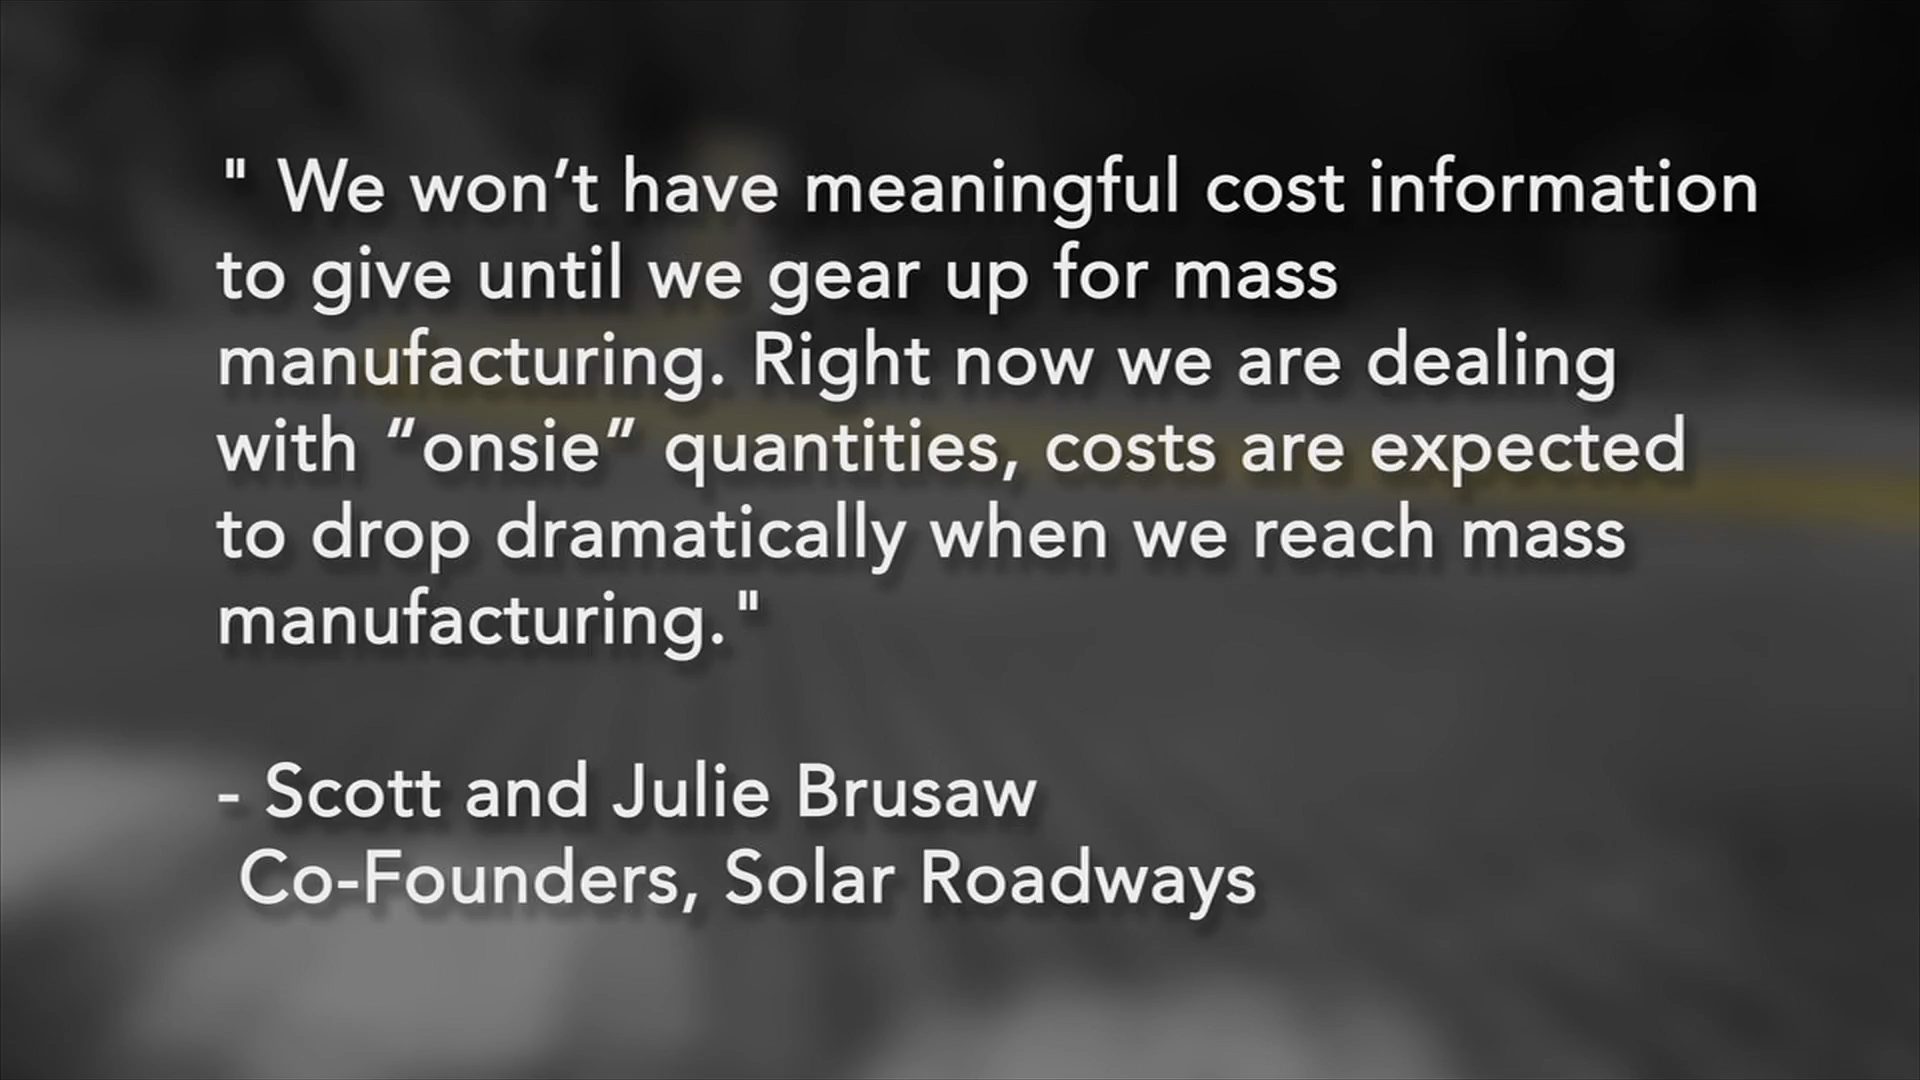 " We won’t have meaningful cost information
to give until we gear up for mass
manufacturing. Right now we are dealing
with “onsie” quantities, costs are expected
to drop dramatically when we reach mass
manufacturing."
- Scott and Julie Brusaw
Co-Founders, Solar Roadways